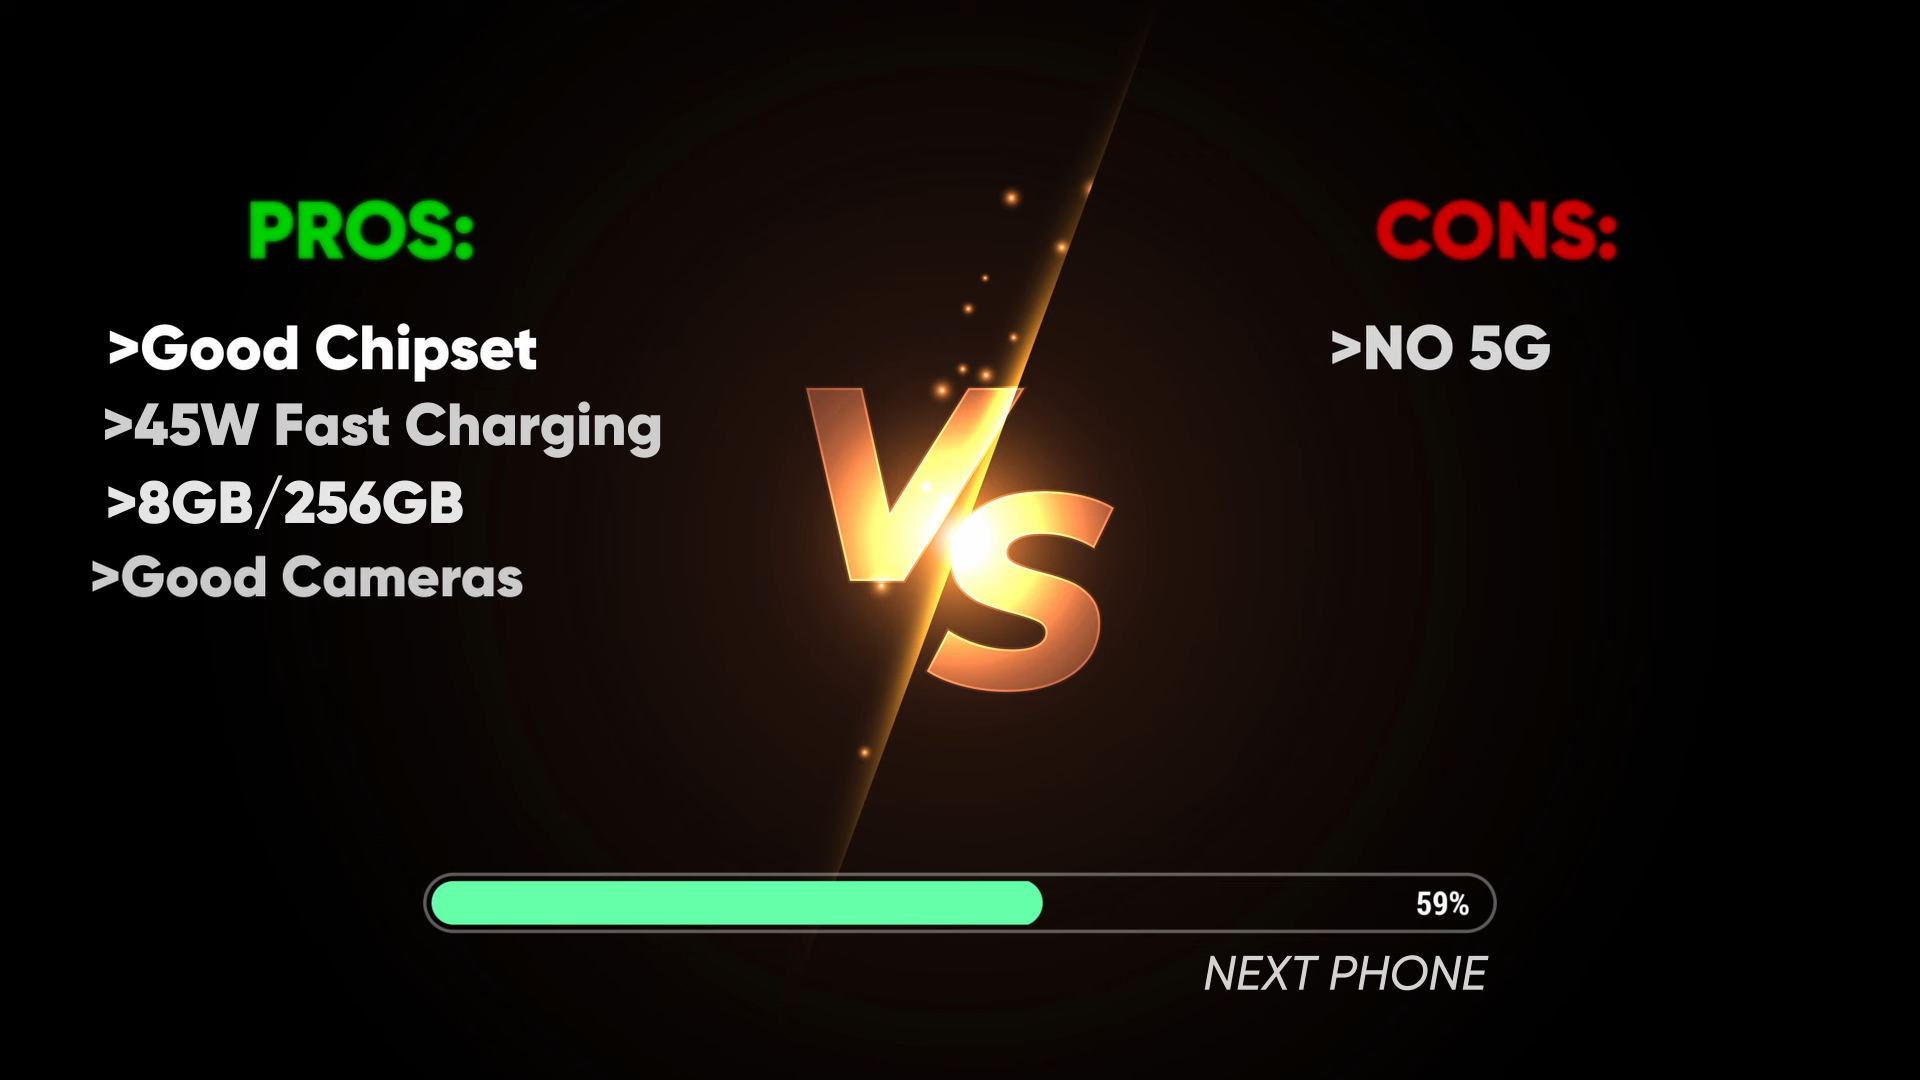 PROS:
>Good Chipset
>45W Fast Charging
>8GB/256GB
>Good Cameras
VS
CONS:
>NO 5G
59%
NEXT PHONE